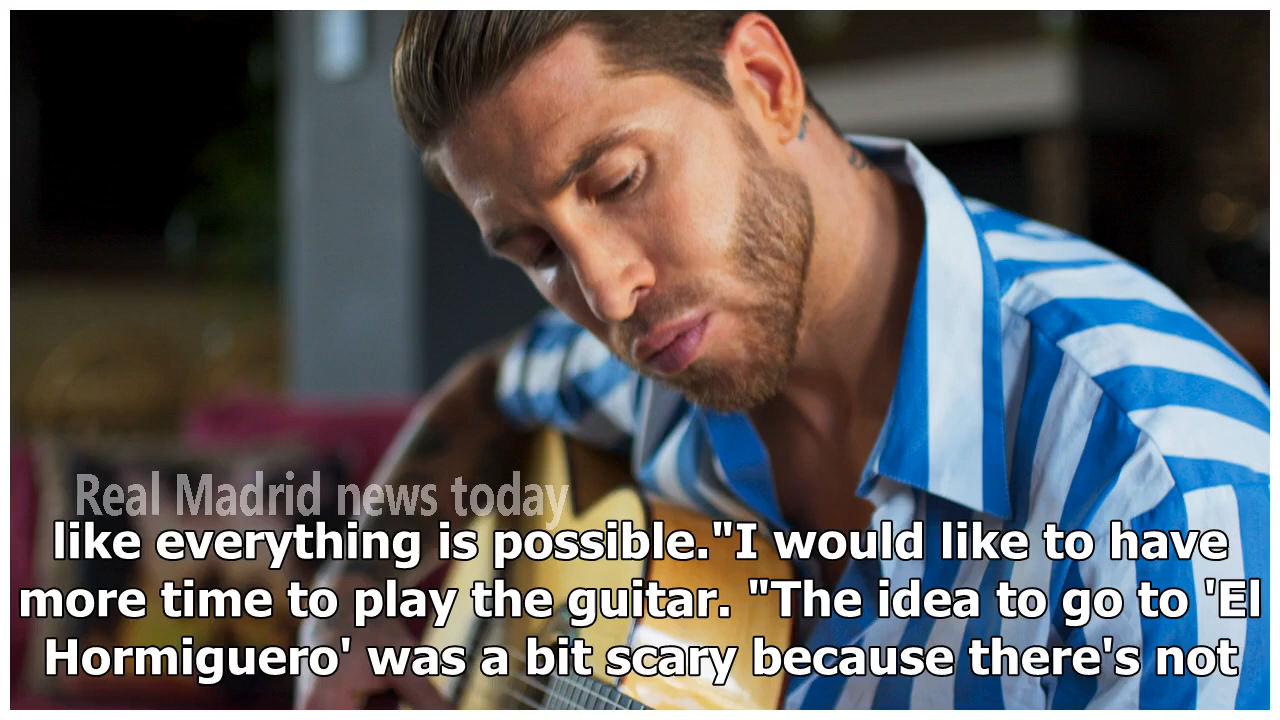 Real Madrid news today
like everything is possible."I would like to have
more time to play the guitar. "The idea to go to 'El
Hormiguero' was a bit scary because there's not